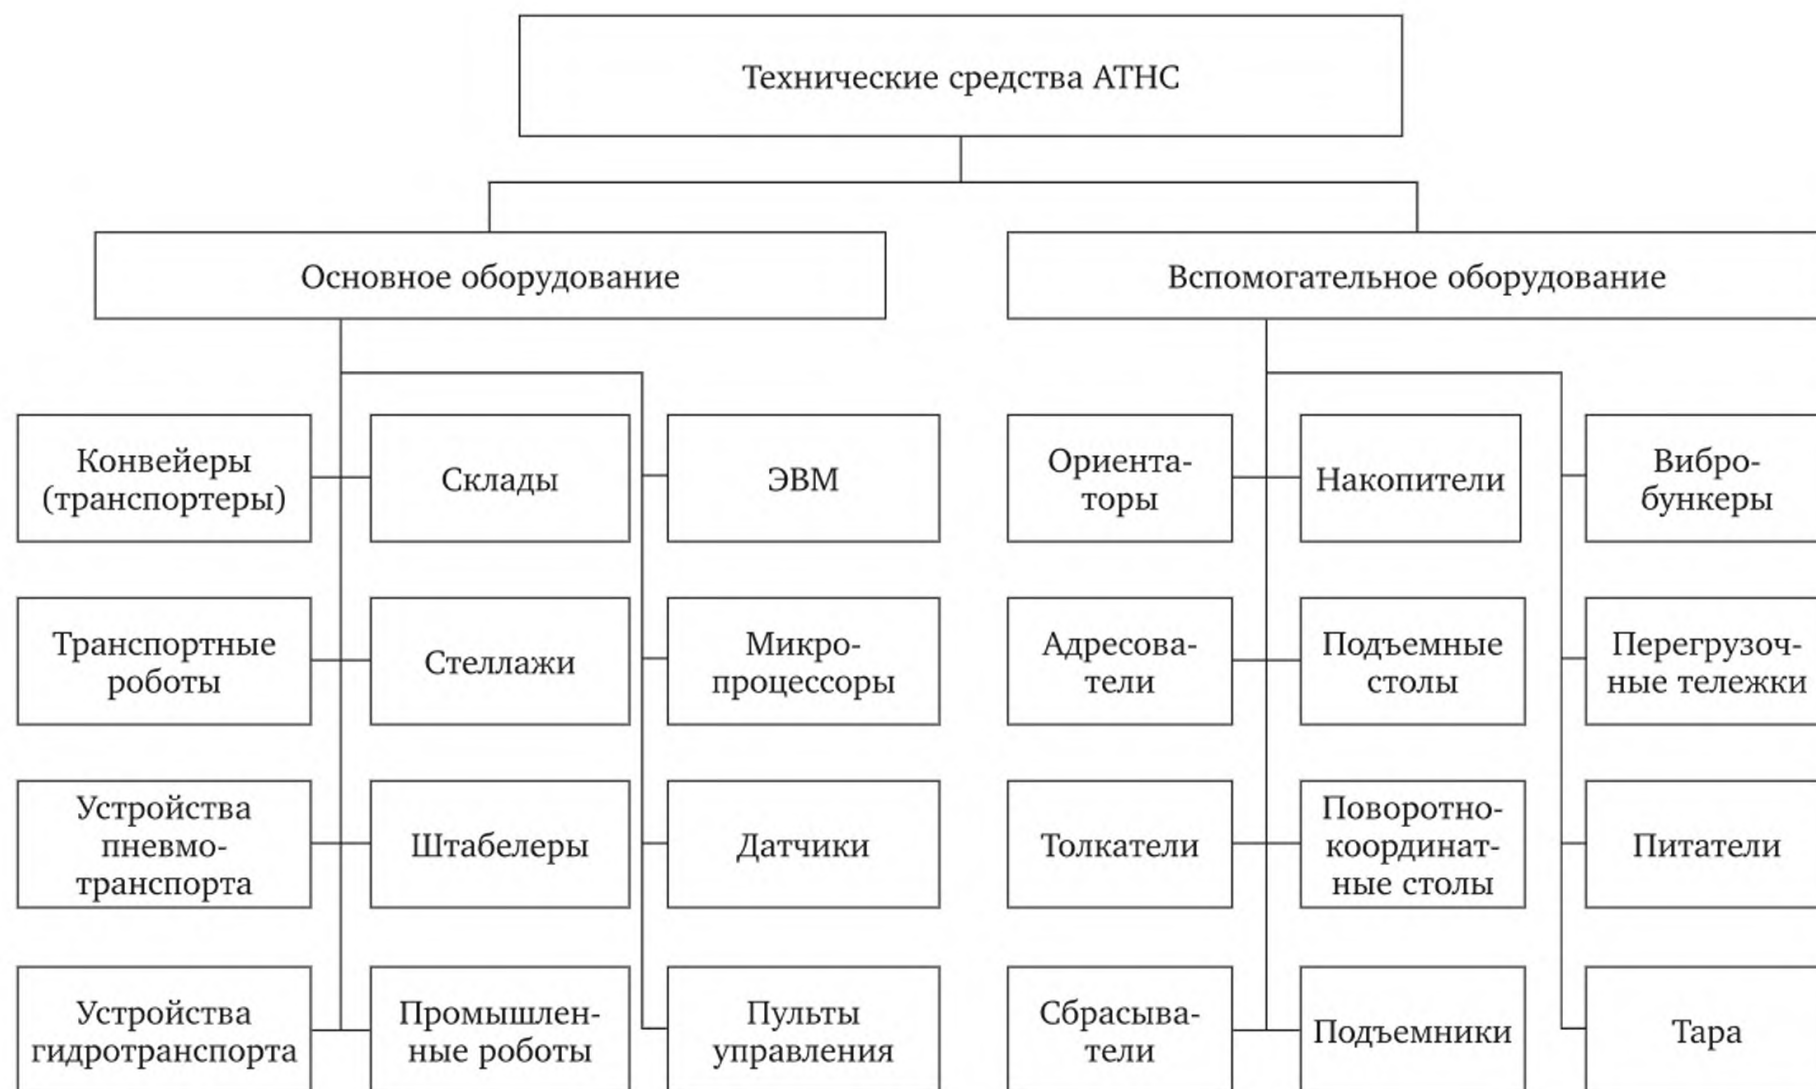 Технические средства АТНС
Основное оборудование
Вспомогательное оборудование
Конвейеры
(транспортеры)
Склады
ЭВМ
Ориента-
торы
Накопители
Вибро-
бункеры
Транспортные
роботы
Стеллажи
Микро-
процессоры
Адресова-
тели
Подъемные
столы
Перегрузоч-
ные тележки
Устройства
пневмо-
транспорта
Штабелеры
Датчики
Толкатели
Поворотно-
координат-
ные столы
Питатели
Устройства
гидротранспорта
Промышлен-
ные роботы
Пульты
управления
Сбрасыва-
тели
Подъемники
Тара